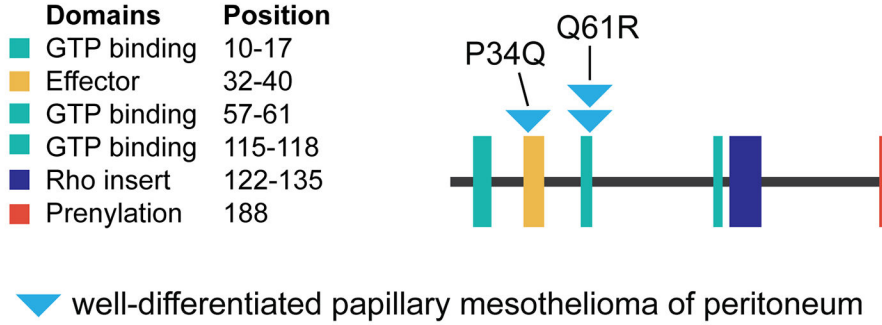 Domains Position
GTP binding 10-17
Effector 32-40
GTP binding 57-61
GTP binding 115-118
Rho insert 122-135
Prenylation 188
P34Q
Q61R
well-differentiated papillary mesothelioma of peritoneum